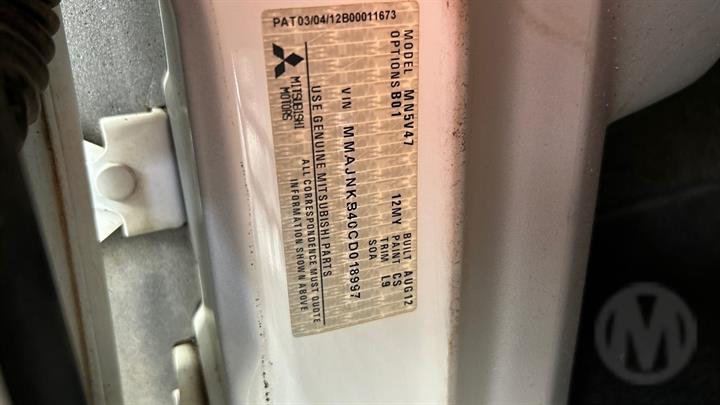 PAT03/04/12B00011673
MODEL MN5V47 12MY BUILT AUG12
OPTIONS B01 PAINT CS
TRIM L9
SOA
VIN MMAJNKB40CD018997
MITSUBISHI
MOTORS
USE GENUINE MITSUBISHI PARTS
ALL CORRESPONDENCE MUST QUOTE
INFORMATION SHOWN ABOVE
M